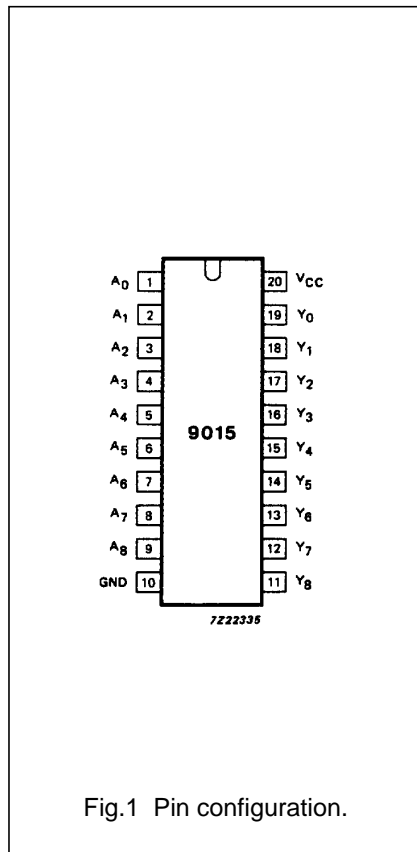 A0 1 20 VCC
A1 2 19 Y0
A2 3 18 Y1
A3 4 17 Y2
A4 5 16 Y3
9015
A5 6 15 Y4
A6 7 14 Y5
A7 8 13 Y6
A8 9 12 Y7
GND 10 11 Y8
7Z22335
Fig.1 Pin configuration.